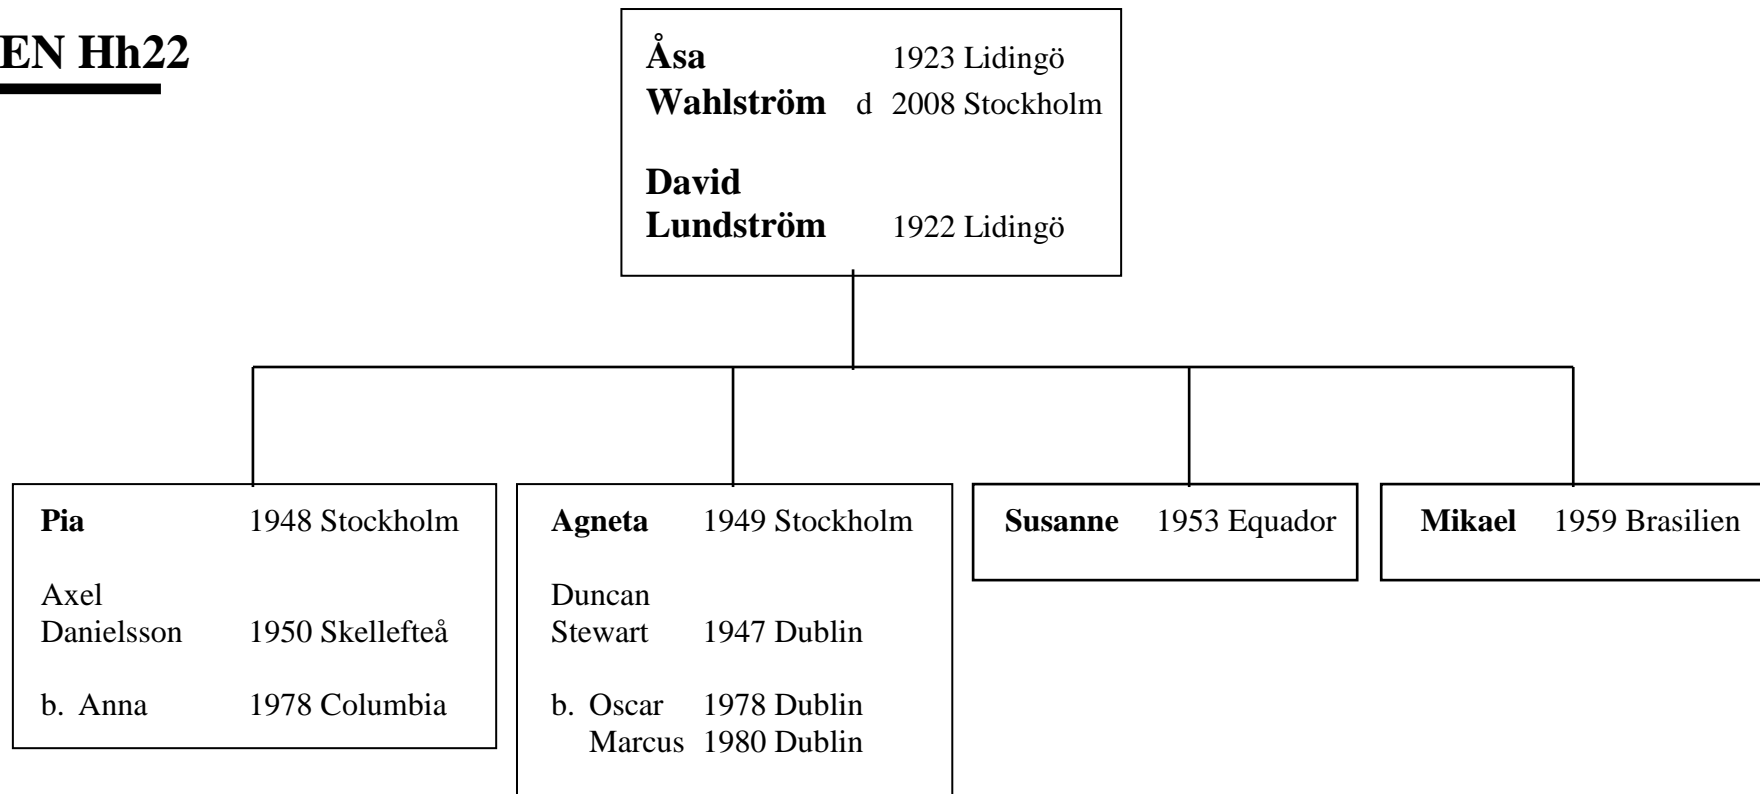 EN Hh22
Åsa 1923 Lidingö
Wahlström d 2008 Stockholm
David
Lundström 1922 Lidingö
Pia 1948 Stockholm
Axel
Danielsson 1950 Skellefteå
b. Anna 1978 Columbia
Agneta 1949 Stockholm
Duncan
Stewart 1947 Dublin
b. Oscar 1978 Dublin
Marcus 1980 Dublin
Susanne 1953 Equador
Mikael 1959 Brasilien